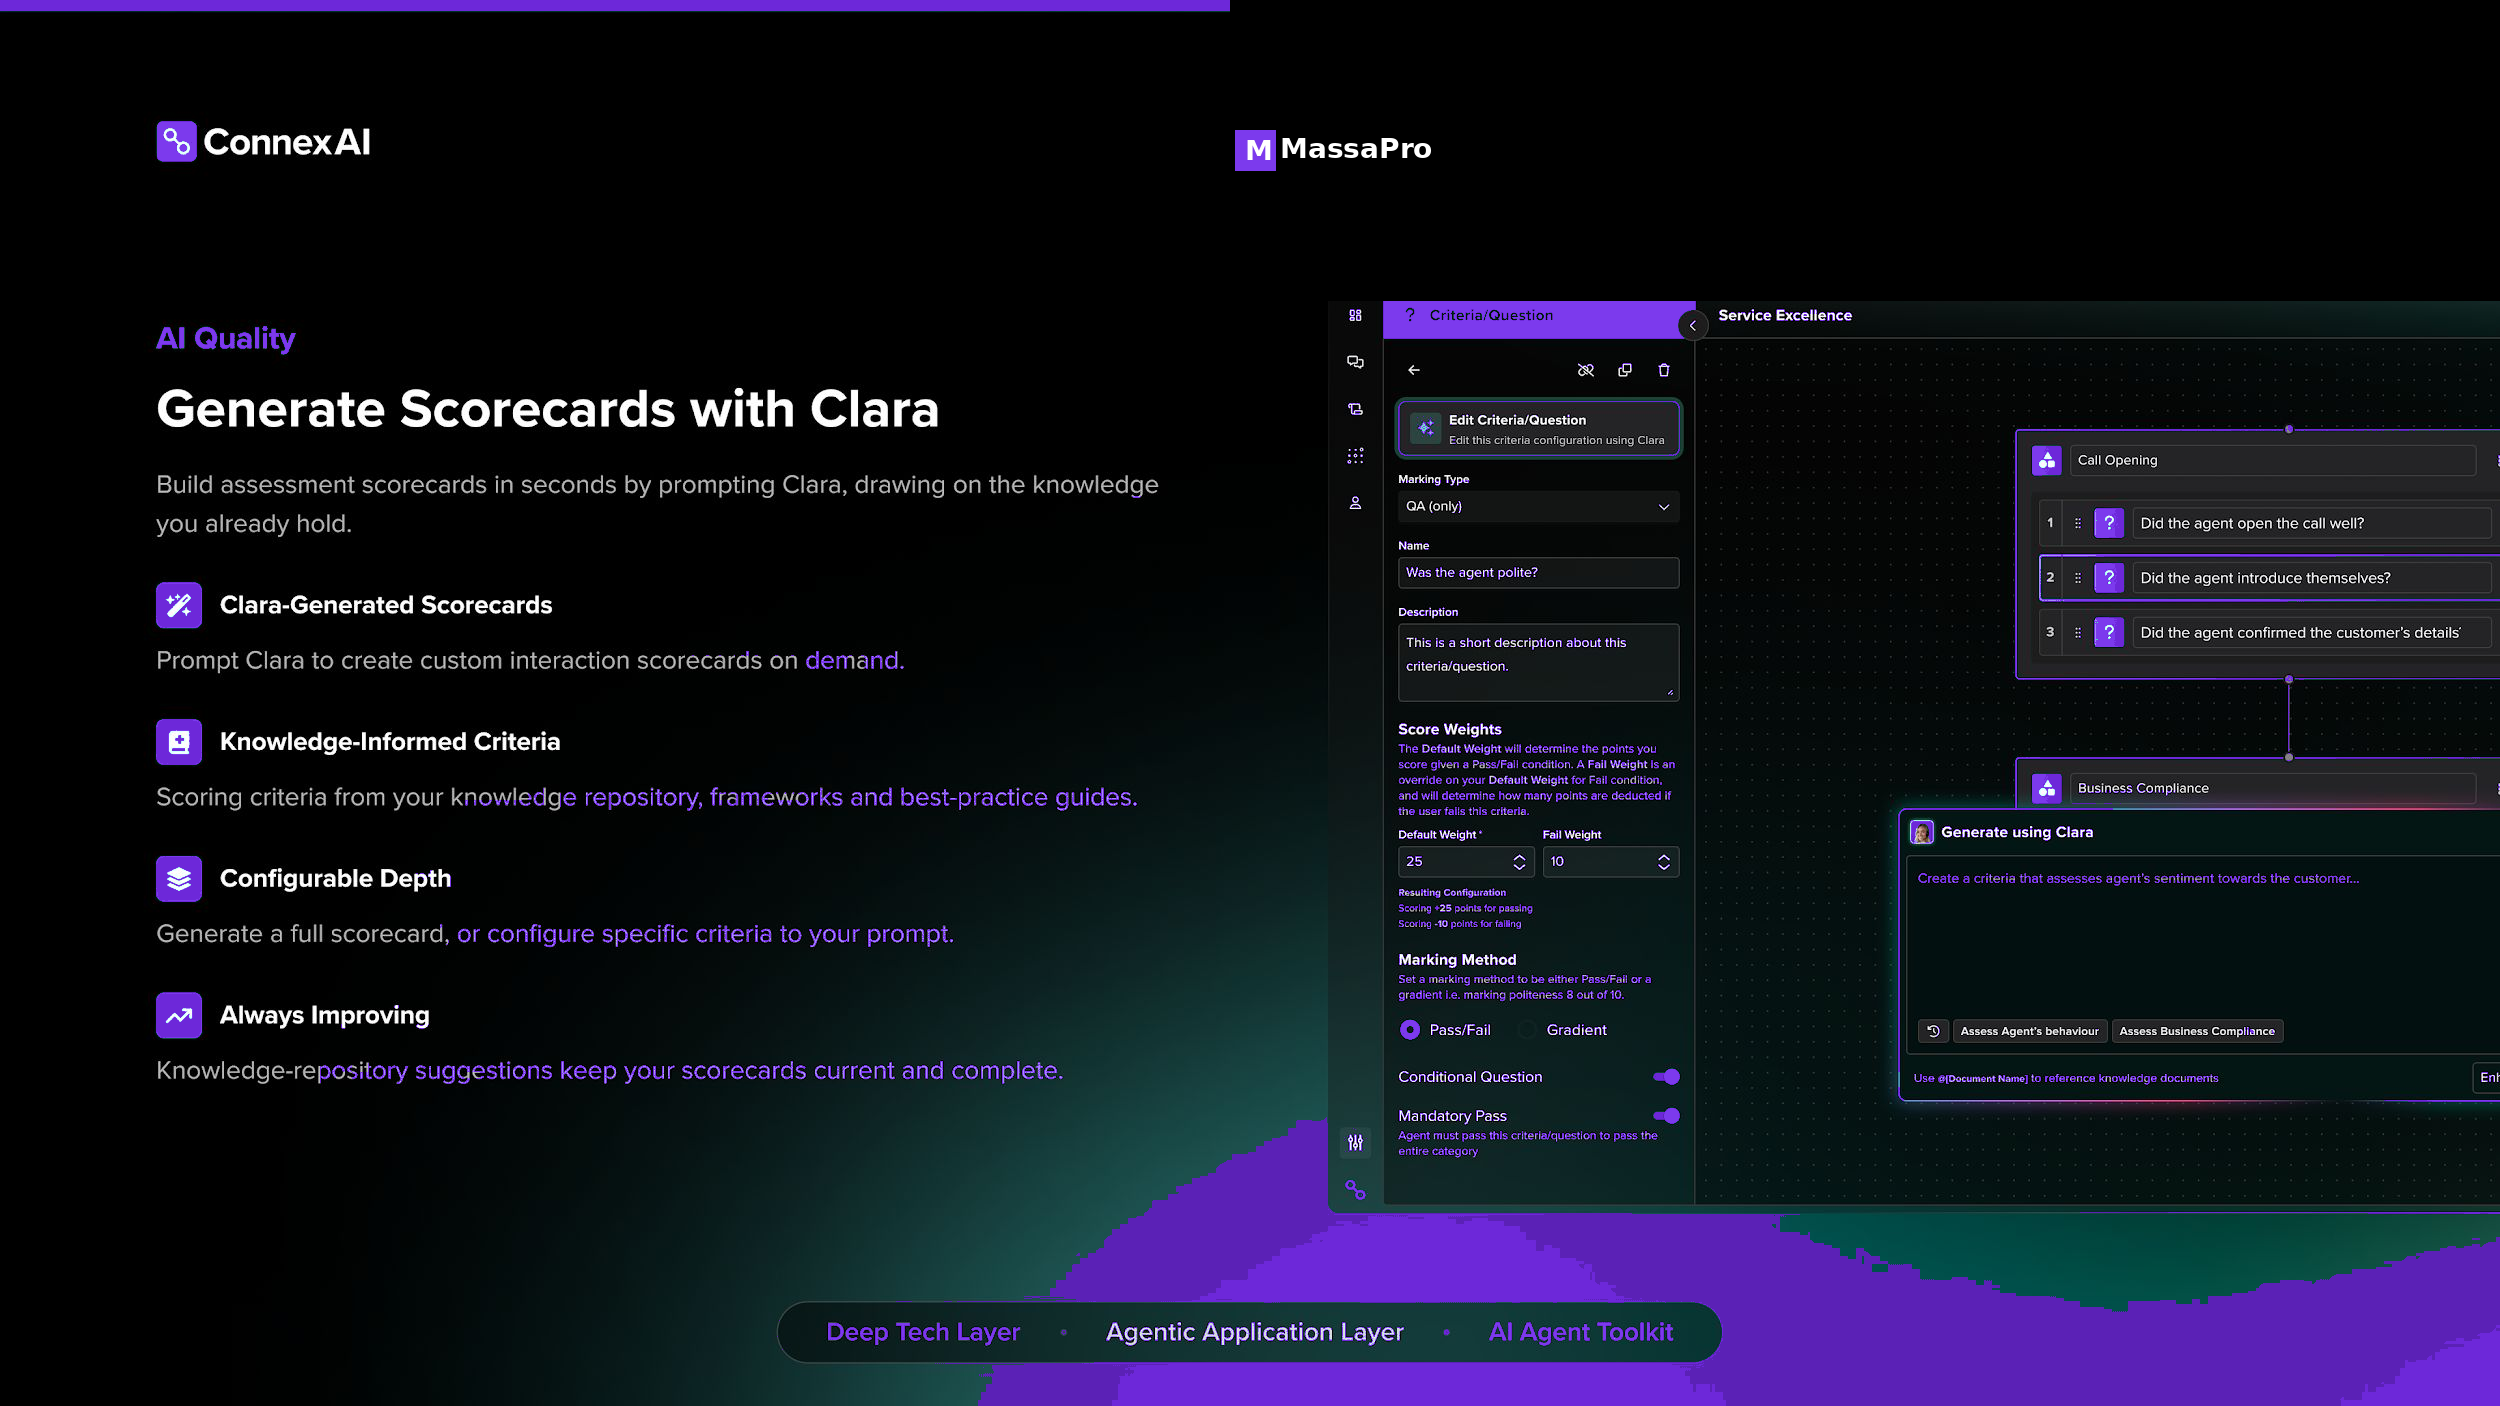 ConnexAI
M MassaPro
AI Quality
Generate Scorecards with Clara
Build assessment scorecards in seconds by prompting Clara, drawing on the knowledge
you already hold.
Clara-Generated Scorecards
Prompt Clara to create custom interaction scorecards on demand.
Knowledge-Informed Criteria
Scoring criteria from your knowledge repository, frameworks and best-practice guides.
Configurable Depth
Generate a full scorecard, or configure specific criteria to your prompt.
Always Improving
Knowledge-repository suggestions keep your scorecards current and complete.
? Criteria/Question
Edit Criteria/Question
Edit this criteria configuration using Clara
Marking Type
QA (only)
Name
Was the agent polite?
Description
This is a short description about this
criteria/question.
Score Weights
The Default Weight will determine the points you
score given a Pass/Fail condition. A Fail Weight is an
override on your Default Weight for Fail condition,
and will determine how many points are deducted if
the user fails this criteria.
Default Weight* Fail Weight
25 10
Resulting Configuration
Scoring +25 points for passing
Scoring -10 points for failing
Marking Method
Set a marking method to be either Pass/Fail or a
gradient i.e. marking politeness 8 out of 10.
Pass/Fail Gradient
Conditional Question
Mandatory Pass
Agent must pass this criteria/question to pass the
entire category
Service Excellence
Call Opening
1 ? Did the agent open the call well?
2 ? Did the agent introduce themselves?
3 ? Did the agent confirmed the customer's details'
Business Compliance
Generate using Clara
Create a criteria that assesses agent's sentiment towards the customer...
Assess Agent's behaviour Assess Business Compliance
Use @[Document Name] to reference knowledge documents
Enh
Deep Tech Layer • Agentic Application Layer • AI Agent Toolkit